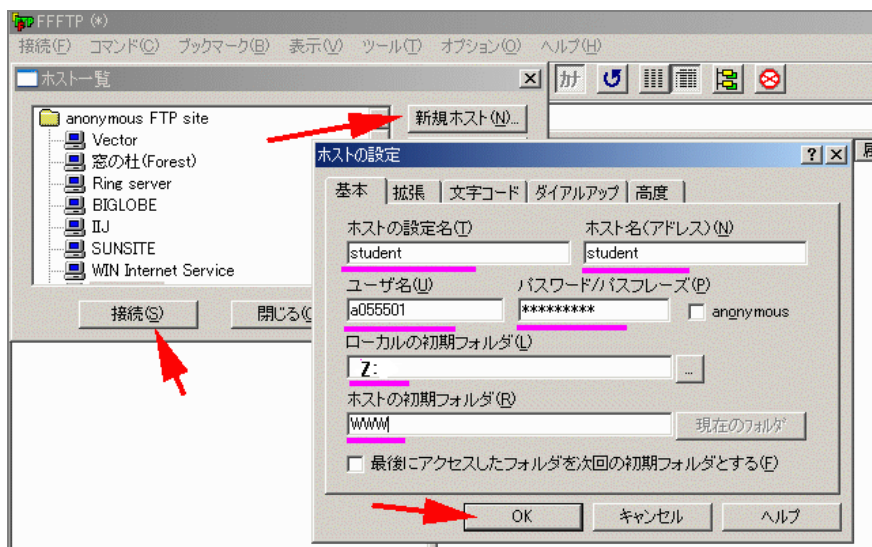 FFFTP (*)
接続(F) コマンド(C) ブックマーク(B) 表示(V) ツール(T) オプション(O) ヘルプ(H)
ホスト一覧
カナ
anonymous FTP site
Vector
窓の杜(Forest)
Ring server
BIGLOBE
IIJ
SUNSITE
WIN Internet Service
新規ホスト(N)...
接続(S)
閉じる(
ホストの設定
基本 拡張 文字コード ダイアルアップ 高度
ホストの設定名(T) ホスト名(アドレス)(N)
student student
ユーザ名(U) パスワード/パスフレーズ(P)
a055501 ********* anonymous
ローカルの初期フォルダ(L)
Z: ...
ホストの初期フォルダ(R)
WWW 現在のフォルダ
最後にアクセスしたフォルダを次回の初期フォルダとする(F)
OK キャンセル ヘルプ